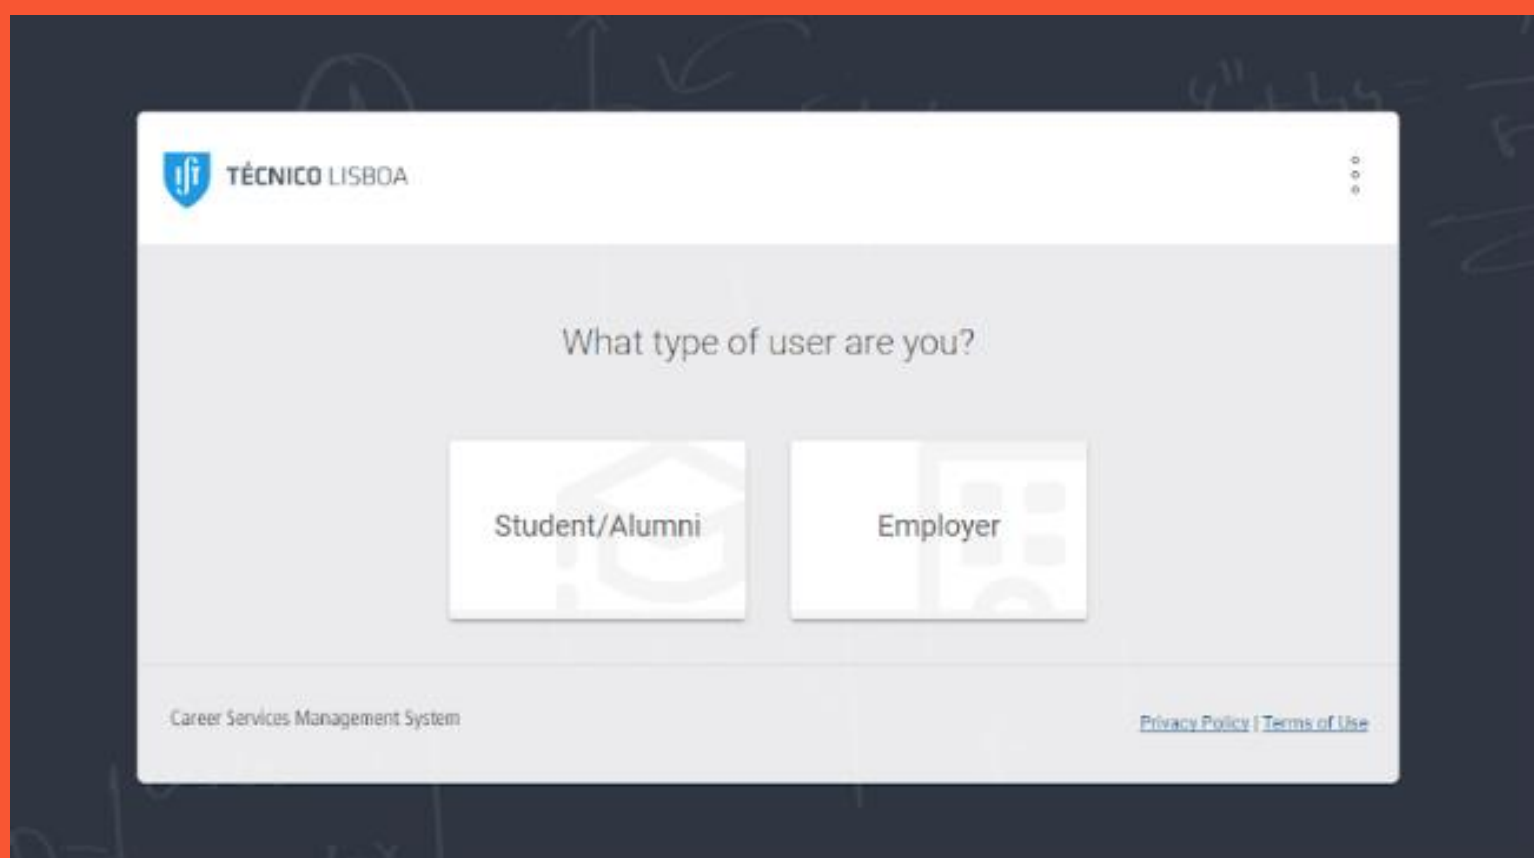 TÉCNICO LISBOA
What type of user are you?
Student/Alumni
Employer
Career Services Management System
Privacy Policy | Terms of Use